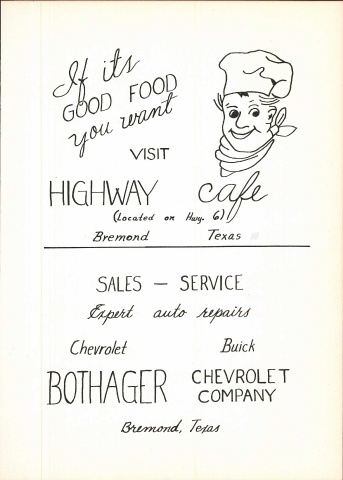 If its
GOOD FOOD
you want
VISIT
HIGHWAY cafe
(Located on Hwy. 6)
Bremond Texas
SALES - SERVICE
Expert auto repairs
Chevrolet Buick
BOTHAGER CHEVROLET COMPANY
Bremond, Texas